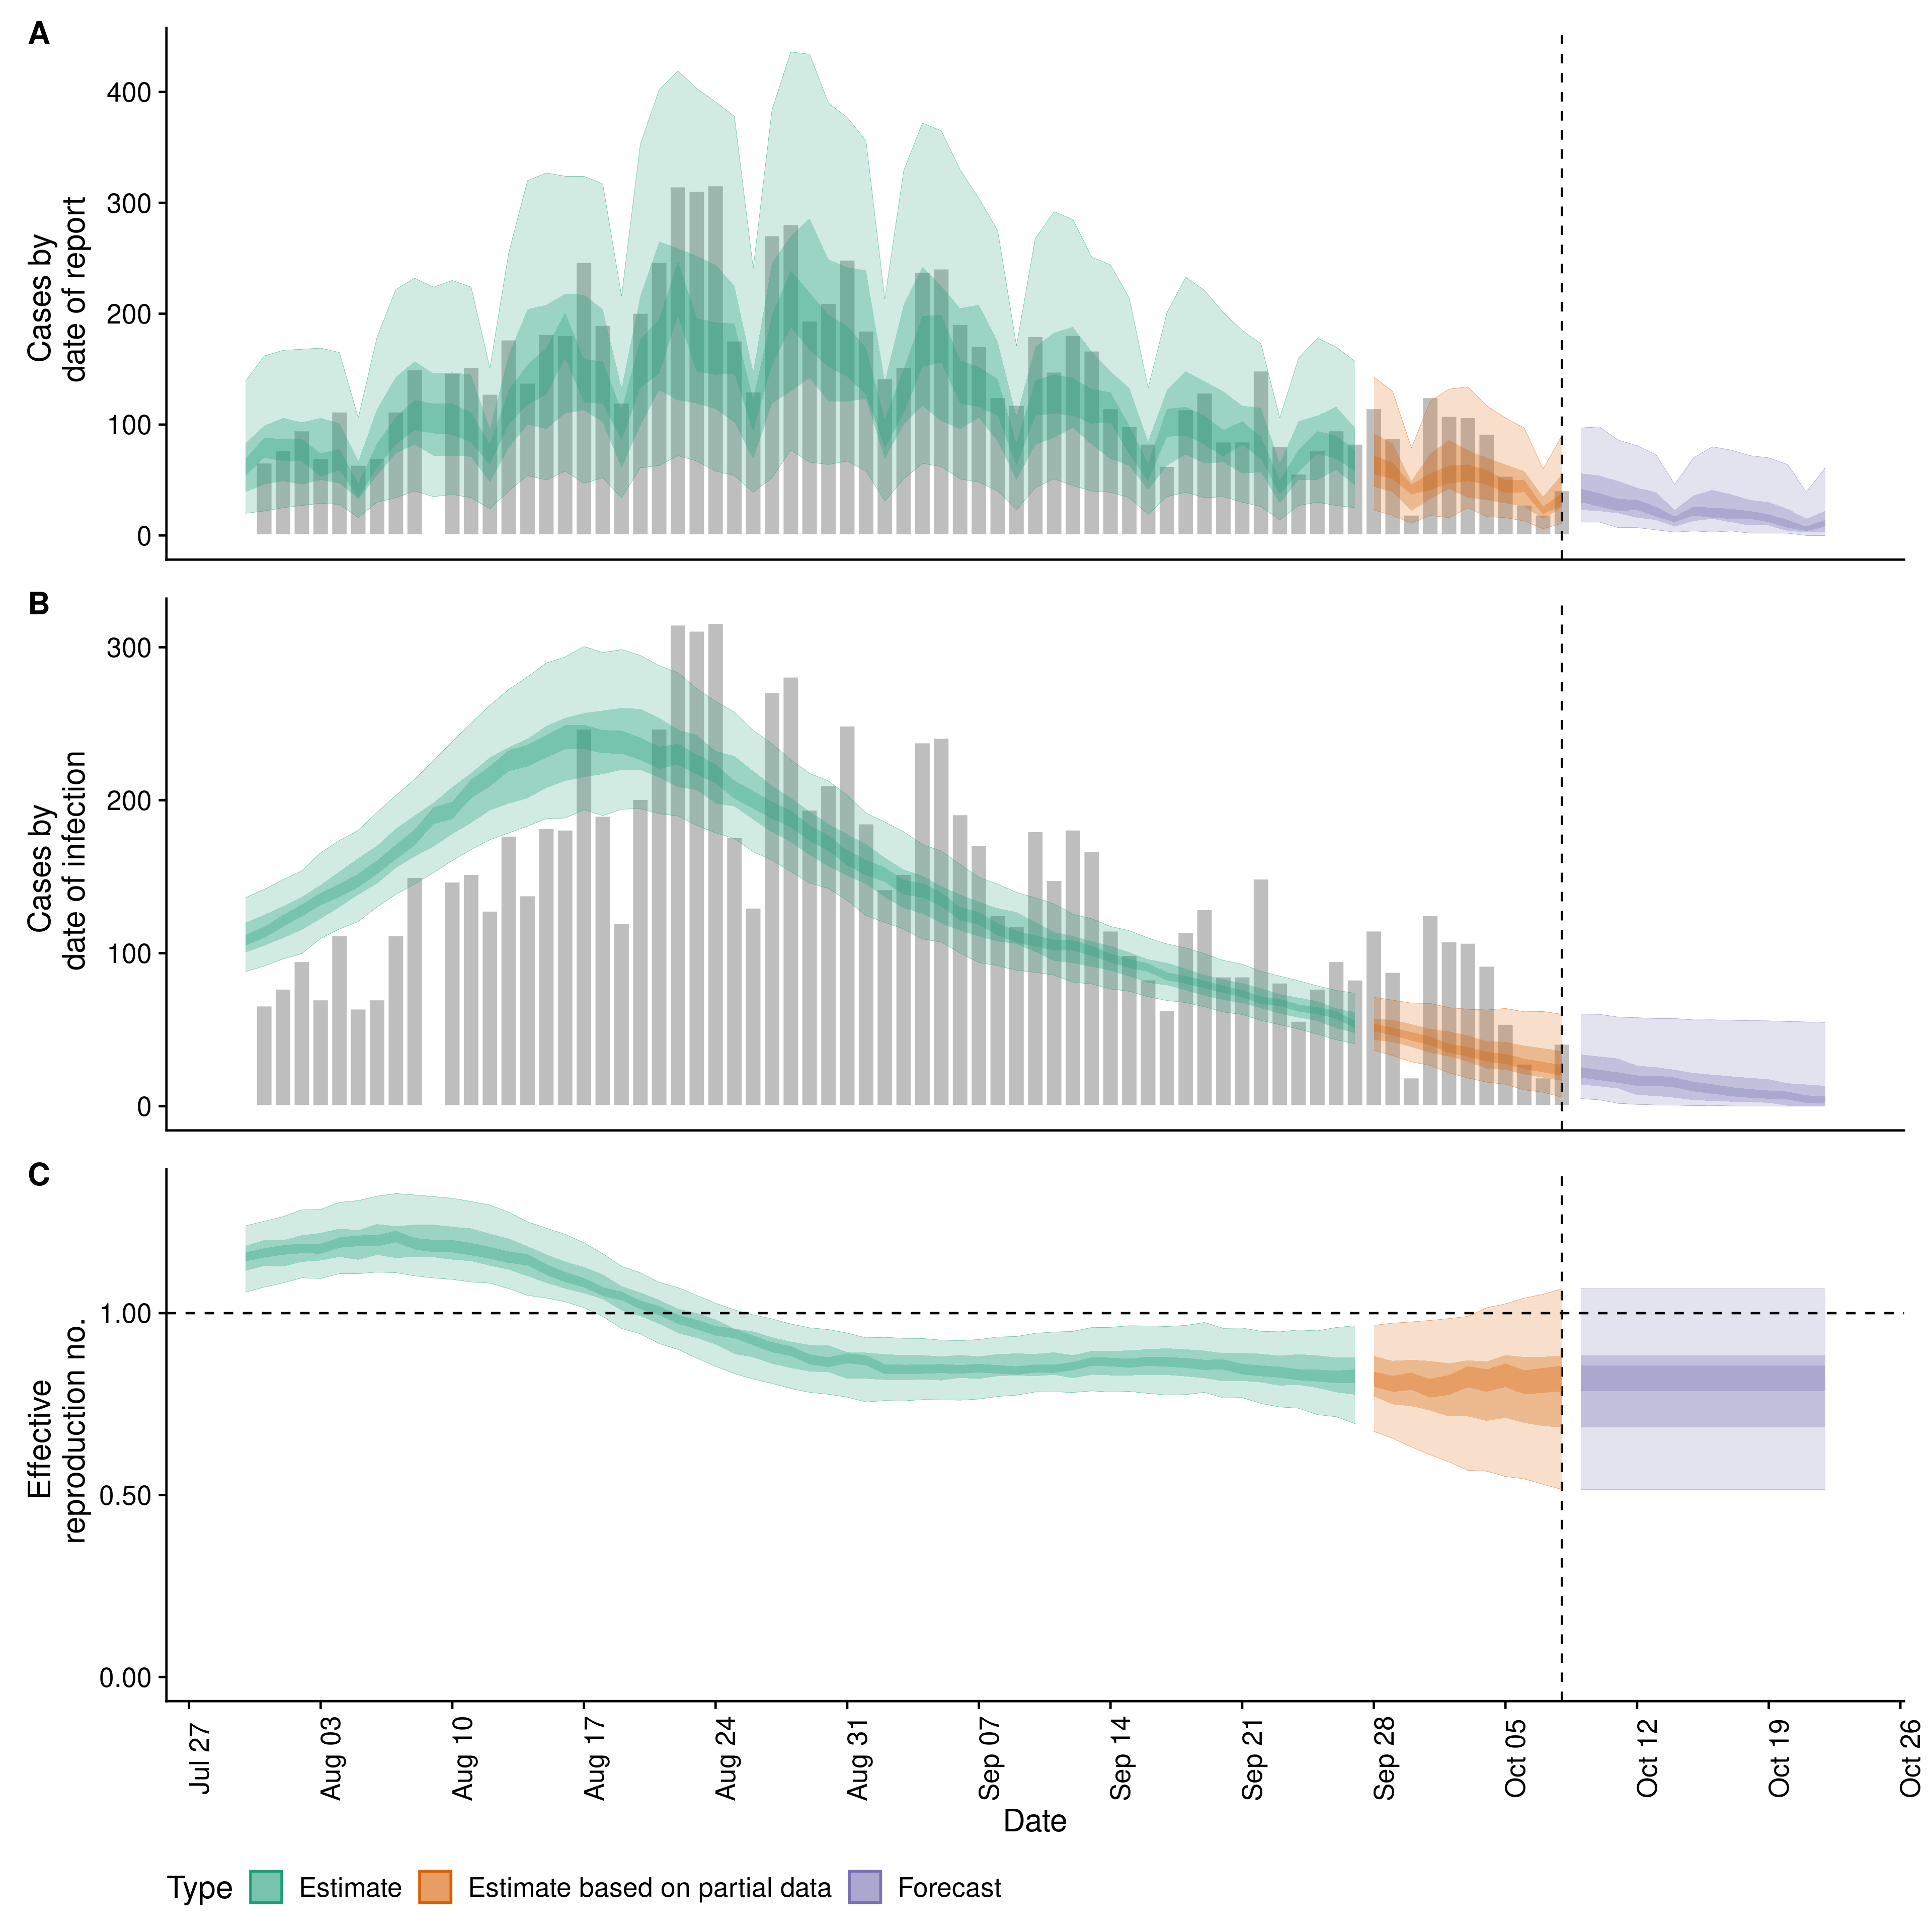 A
Cases by
date of report
400
300
200
100
0
B
Cases by
date of infection
300
200
100
0
C
Effective
reproduction no.
1.00
0.50
0.00
Jul 27
Aug 03
Aug 10
Aug 17
Aug 24
Aug 31
Sep 07
Sep 14
Sep 21
Sep 28
Oct 05
Oct 12
Oct 19
Oct 26
Date
Type
Estimate
Estimate based on partial data
Forecast